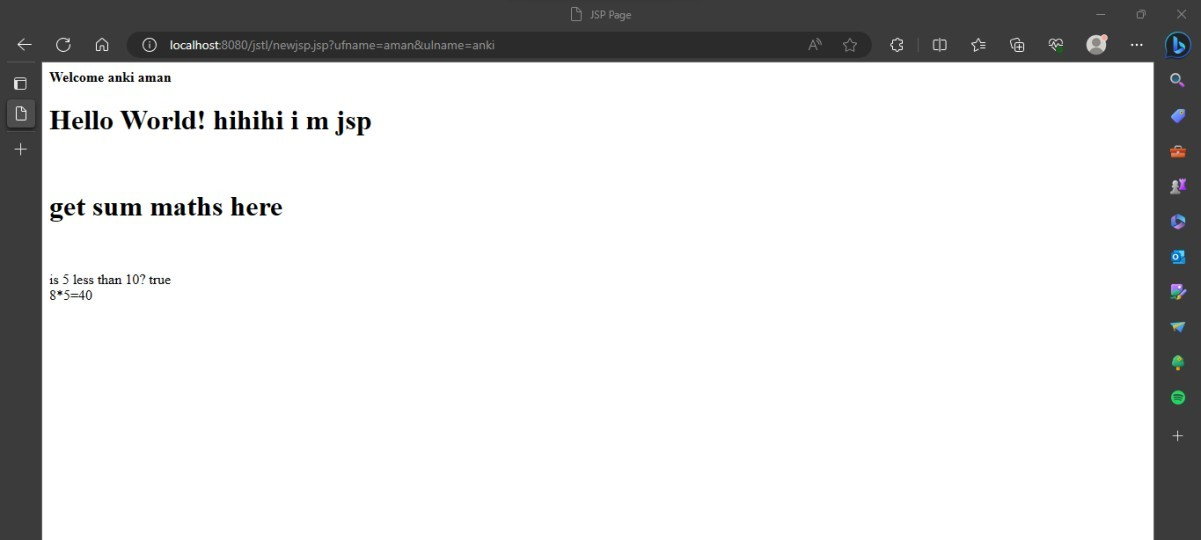 JSP Page
localhost:8080/jstl/newjsp.jsp?ufname=aman&ulname=anki
Welcome anki aman
Hello World! hihihi i m jsp
get sum maths here
is 5 less than 10? true
8*5=40